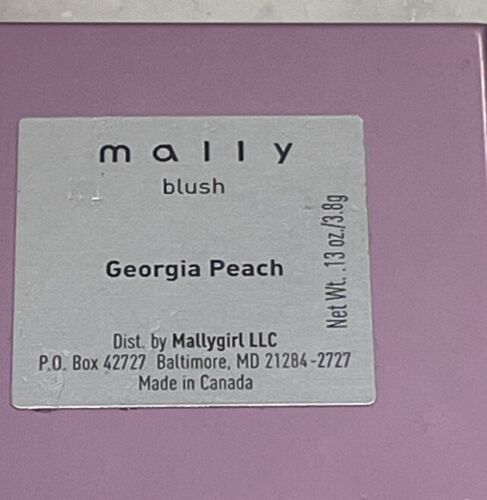 mally
blush
Georgia Peach
Net Wt. .13 oz./3.8g
Dist. by Mallygirl LLC
P.O. Box 42727 Baltimore, MD 21284-2727
Made in Canada